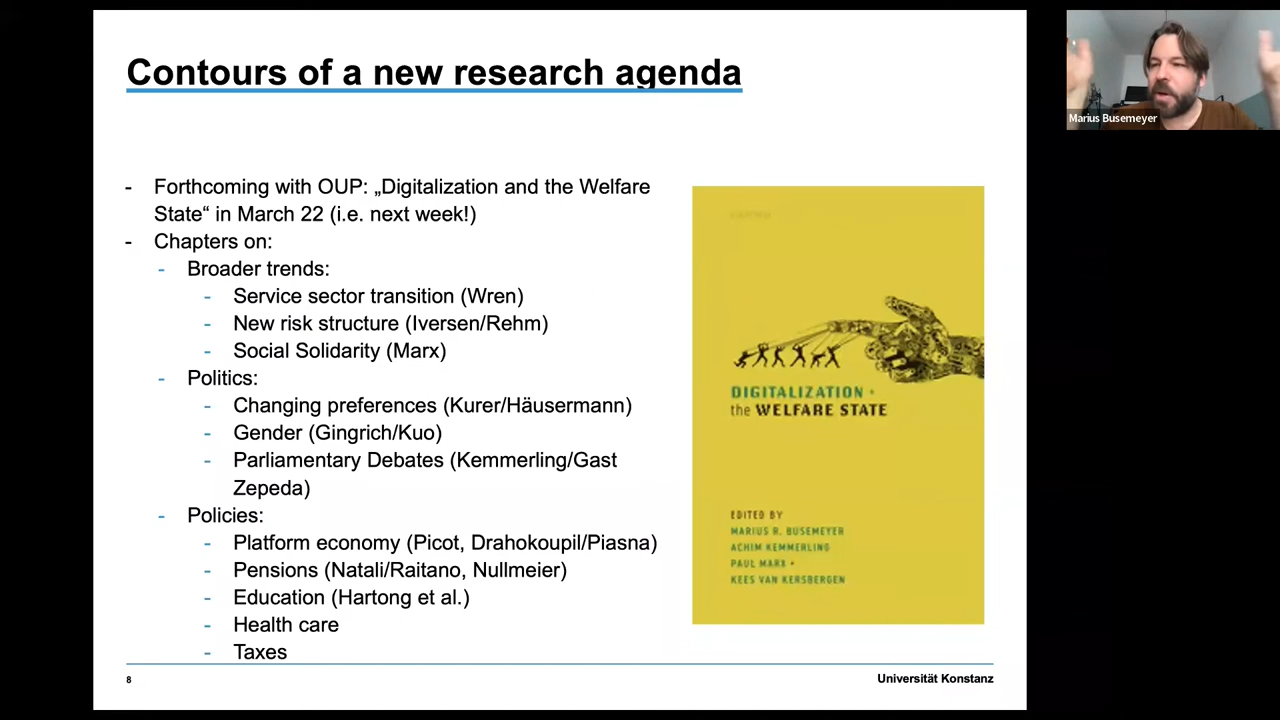 Contours of a new research agenda
Marius Busemeyer
- Forthcoming with OUP: „Digitalization and the Welfare
State“ in March 22 (i.e. next week!)
- Chapters on:
- Broader trends:
- Service sector transition (Wren)
- New risk structure (Iversen/Rehm)
- Social Solidarity (Marx)
- Politics:
- Changing preferences (Kurer/Häusermann)
- Gender (Gingrich/Kuo)
- Parliamentary Debates (Kemmerling/Gast
Zepeda)
- Policies:
- Platform economy (Picot, Drahokoupil/Piasna)
- Pensions (Natali/Raitano, Nullmeier)
- Education (Hartong et al.)
- Health care
- Taxes
DIGITALIZATION •
the WELFARE STATE
EDITED BY
MARIUS R. BUSEMEYER
ACHIM KEMMERLING
PAUL MARX •
KEES VAN KERSBERGEN
8
Universität Konstanz